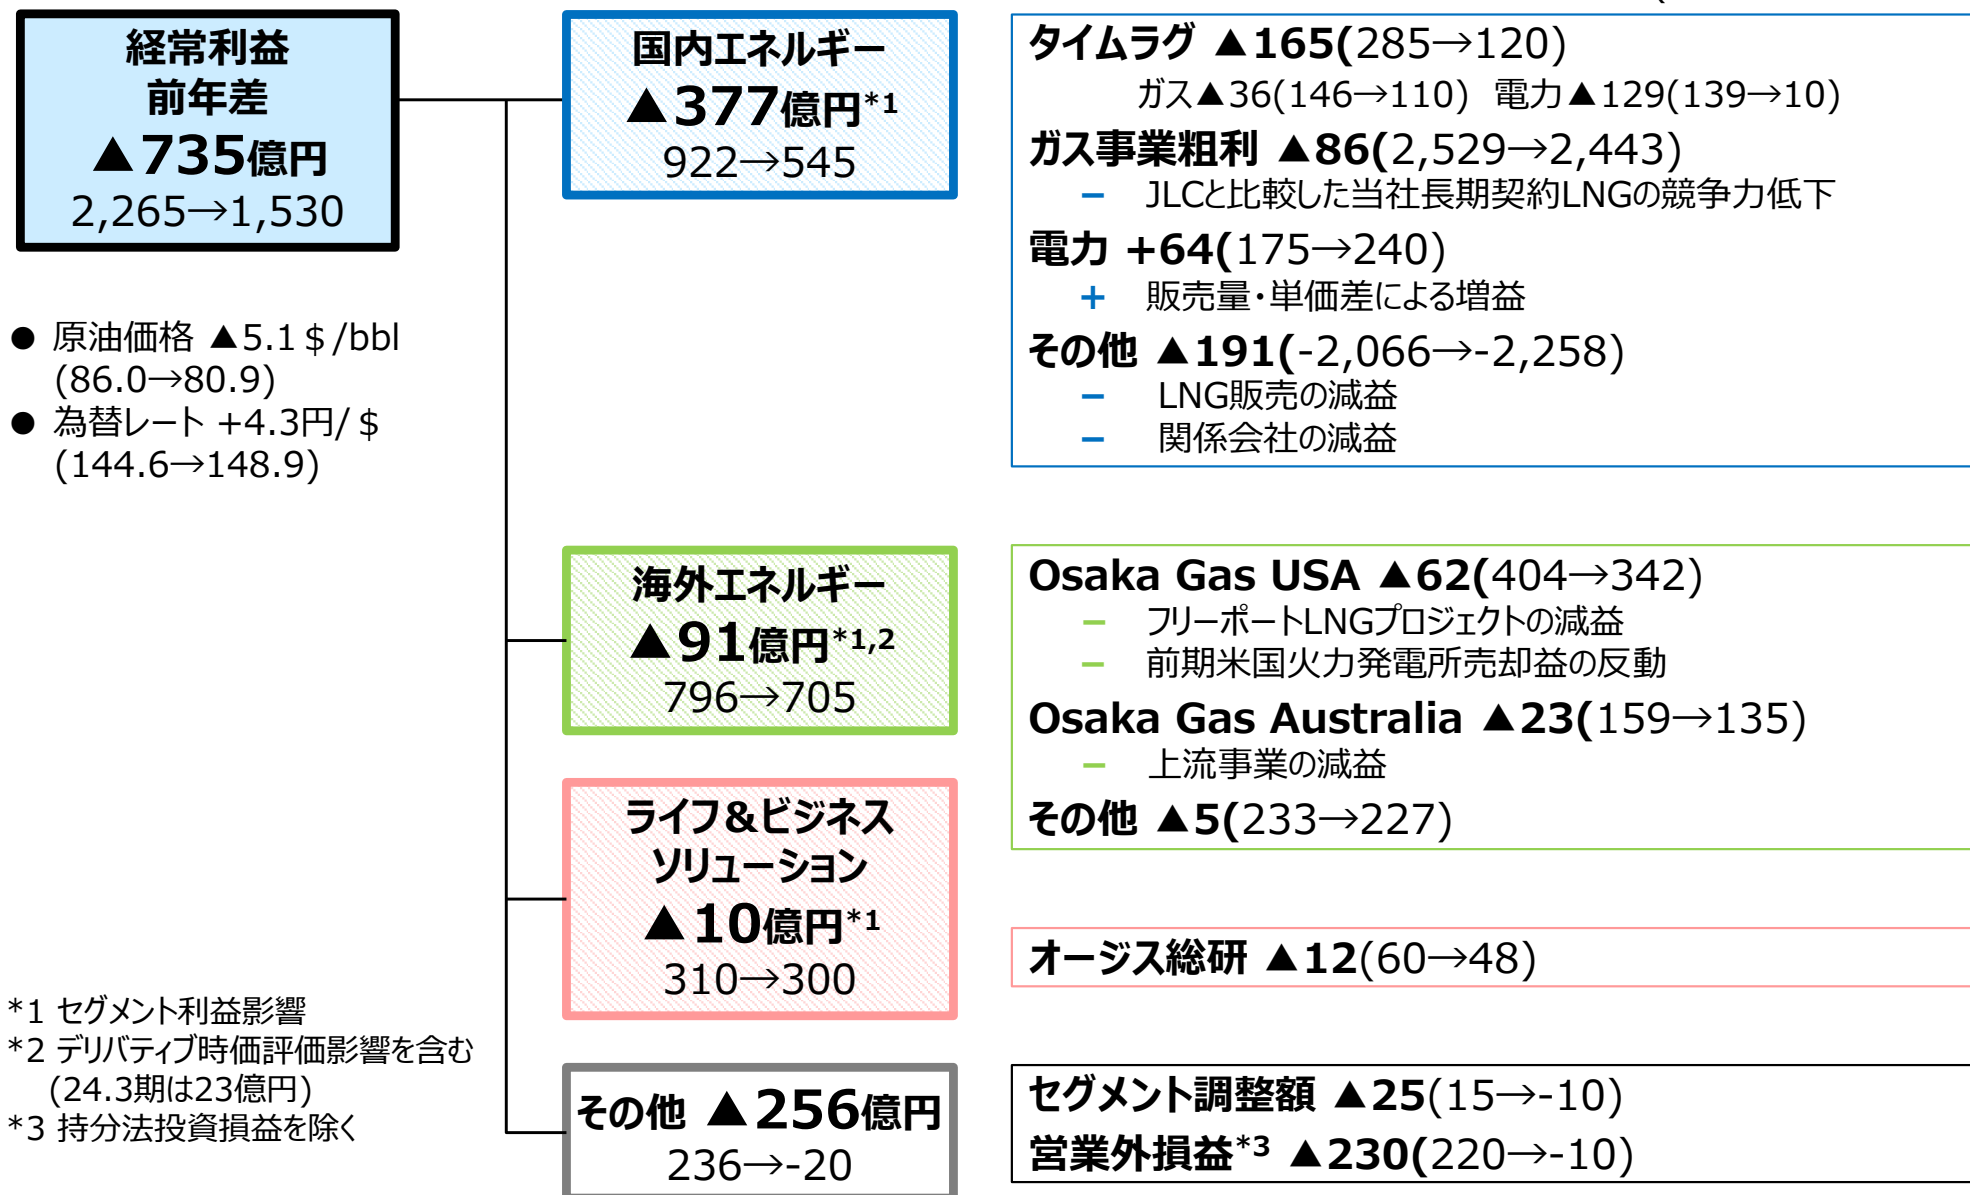 経常利益
前年差
▲735億円
2,265→1,530
● 原油価格 ▲5.1＄/bbl
(86.0→80.9)
● 為替レート +4.3円/＄
(144.6→148.9)
国内エネルギー
▲377億円*1
922→545
タイムラグ ▲165(285→120)
ガス▲36(146→110) 電力▲129(139→10)
ガス事業粗利 ▲86(2,529→2,443)
− JLCと比較した当社長期契約LNGの競争力低下
電力 +64(175→240)
+ 販売量・単価差による増益
その他 ▲191(-2,066→-2,258)
− LNG販売の減益
− 関係会社の減益
海外エネルギー
▲91億円*1,2
796→705
Osaka Gas USA ▲62(404→342)
− フリーポートLNGプロジェクトの減益
− 前期米国火力発電所売却益の反動
Osaka Gas Australia ▲23(159→135)
− 上流事業の減益
その他 ▲5(233→227)
ライフ&ビジネス
ソリューション
▲10億円*1
310→300
オージス総研 ▲12(60→48)
その他 ▲256億円
236→-20
セグメント調整額 ▲25(15→-10)
営業外損益*3 ▲230(220→-10)
*1 セグメント利益影響
*2 デリバティブ時価評価影響を含む
(24.3期は23億円)
*3 持分法投資損益を除く